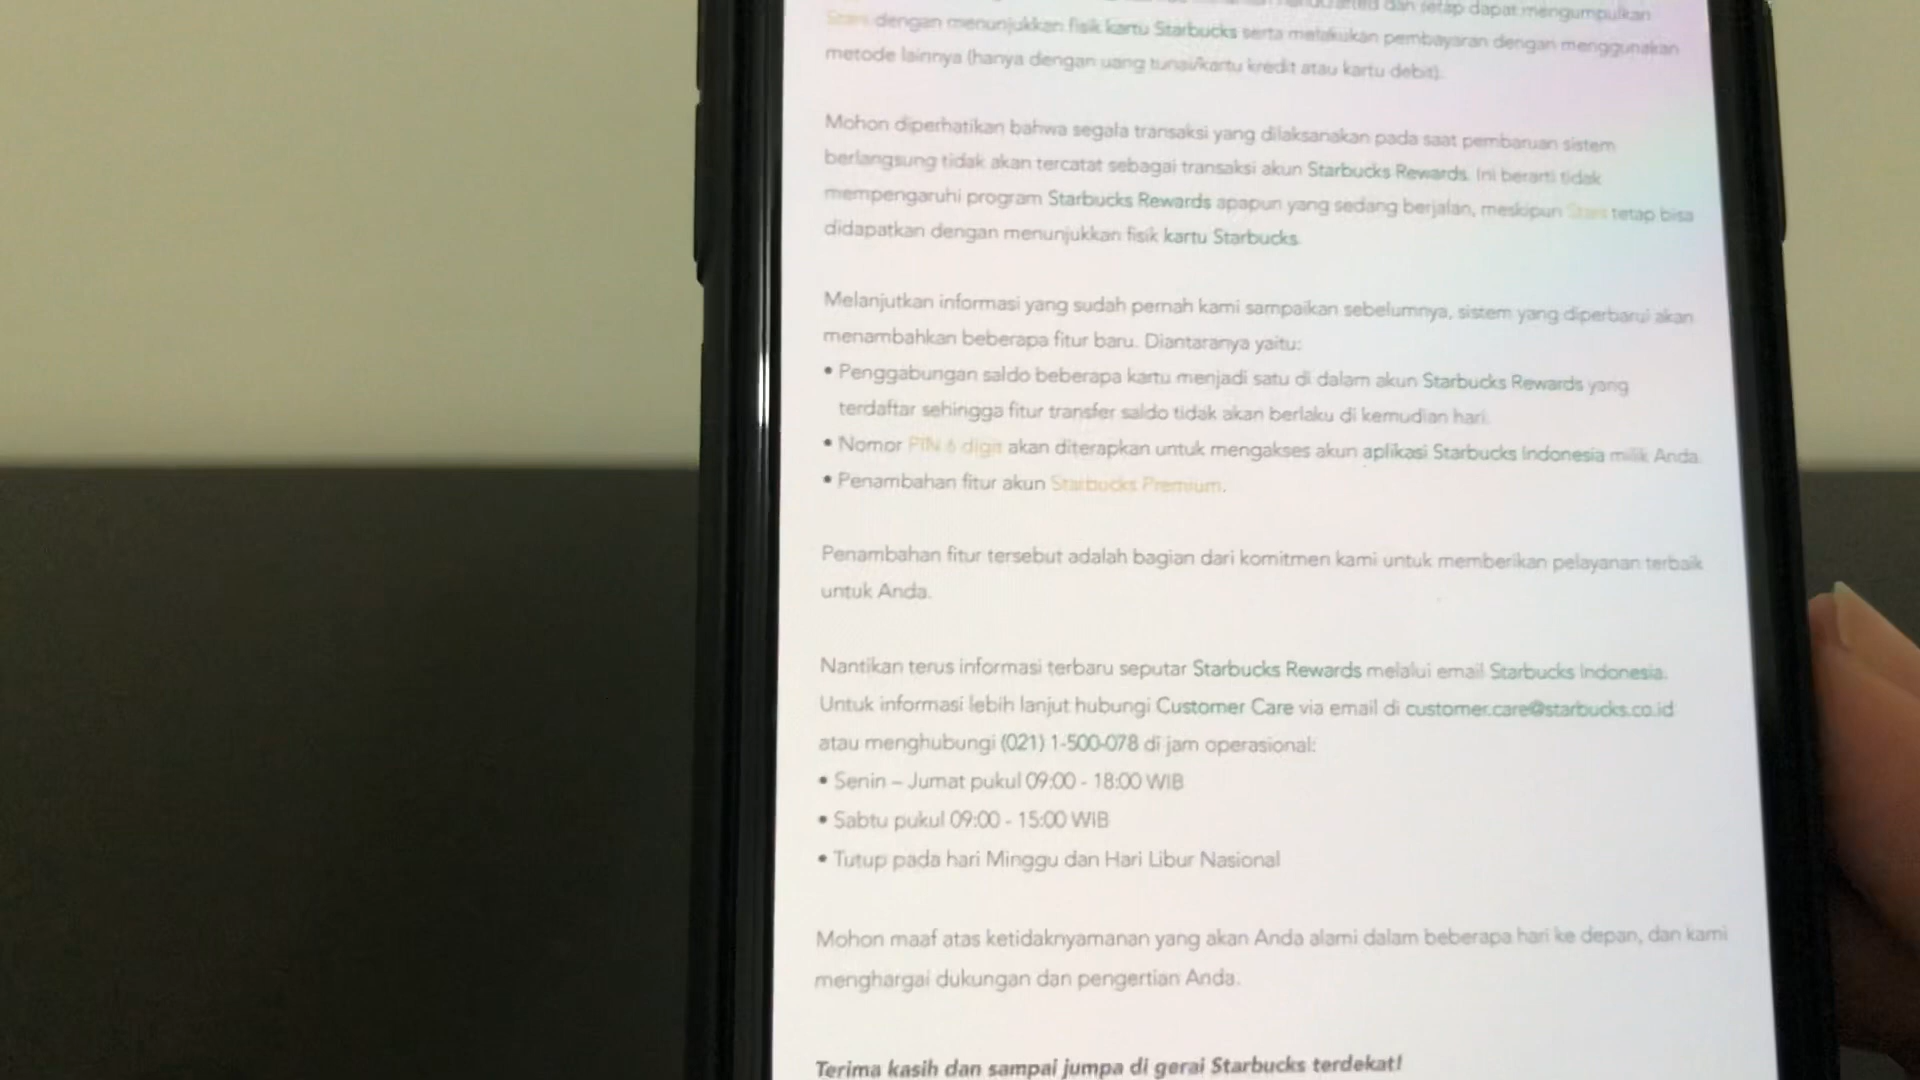 dan tetap dapat mengumpulkan
Stars dengan menunjukkan fisik kartu Starbucks serta melakukan pembayaran dengan menggunakan
metode lainnya (hanya dengan uang tunai/kartu kredit atau kartu debit).
Mohon diperhatikan bahwa segala transaksi yang dilaksanakan pada saat pembaruan sistem
berlangsung tidak akan tercatat sebagai transaksi akun Starbucks Rewards. Ini berarti tidak
mempengaruhi program Starbucks Rewards apapun yang sedang berjalan, meskipun Stars tetap bisa
didapatkan dengan menunjukkan fisik kartu Starbucks.
Melanjutkan informasi yang sudah pernah kami sampaikan sebelumnya, sistem yang diperbarui akan
menambahkan beberapa fitur baru. Diantaranya yaitu:
• Penggabungan saldo beberapa kartu menjadi satu di dalam akun Starbucks Rewards yang
terdaftar sehingga fitur transfer saldo tidak akan berlaku di kemudian hari.
• Nomor PIN 6 digit akan diterapkan untuk mengakses akun aplikasi Starbucks Indonesia milik Anda.
• Penambahan fitur akun Starbucks Premium.
Penambahan fitur tersebut adalah bagian dari komitmen kami untuk memberikan pelayanan terbaik
untuk Anda.
Nantikan terus informasi terbaru seputar Starbucks Rewards melalui email Starbucks Indonesia.
Untuk informasi lebih lanjut hubungi Customer Care via email di customer.care@starbucks.co.id
atau menghubungi (021) 1-500-078 di jam operasional:
• Senin – Jumat pukul 09:00 - 18:00 WIB
• Sabtu pukul 09:00 - 15:00 WIB
• Tutup pada hari Minggu dan Hari Libur Nasional
Mohon maaf atas ketidaknyamanan yang akan Anda alami dalam beberapa hari ke depan, dan kami
menghargai dukungan dan pengertian Anda.
Terima kasih dan sampai jumpa di gerai Starbucks terdekat!